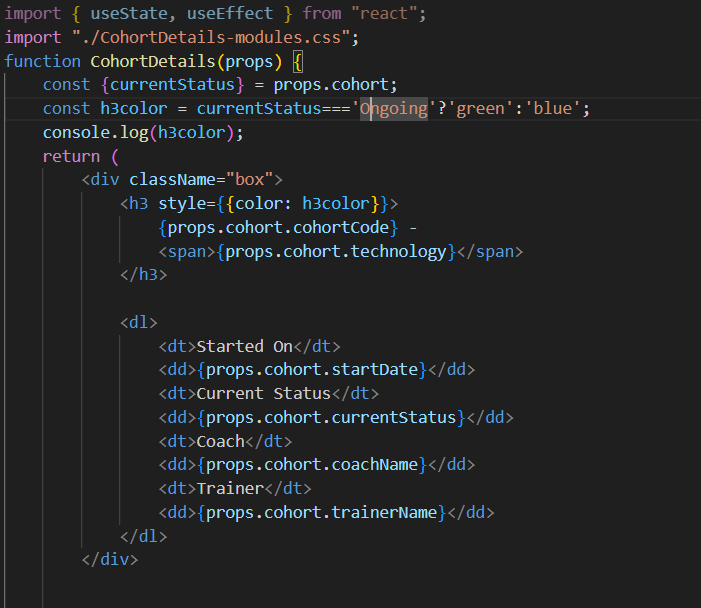 import { useState, useEffect } from "react";
import "./CohortDetails-modules.css";
function CohortDetails(props) {
    const {currentStatus} = props.cohort;
    const h3color = currentStatus==='Ongoing'?'green':'blue';
    console.log(h3color);
    return (
        <div className="box">
            <h3 style={{color: h3color}}>
                {props.cohort.cohortCode} -
                <span>{props.cohort.technology}</span>
            </h3>

            <dl>
                <dt>Started On</dt>
                <dd>{props.cohort.startDate}</dd>
                <dt>Current Status</dt>
                <dd>{props.cohort.currentStatus}</dd>
                <dt>Coach</dt>
                <dd>{props.cohort.coachName}</dd>
                <dt>Trainer</dt>
                <dd>{props.cohort.trainerName}</dd>
            </dl>
        </div>